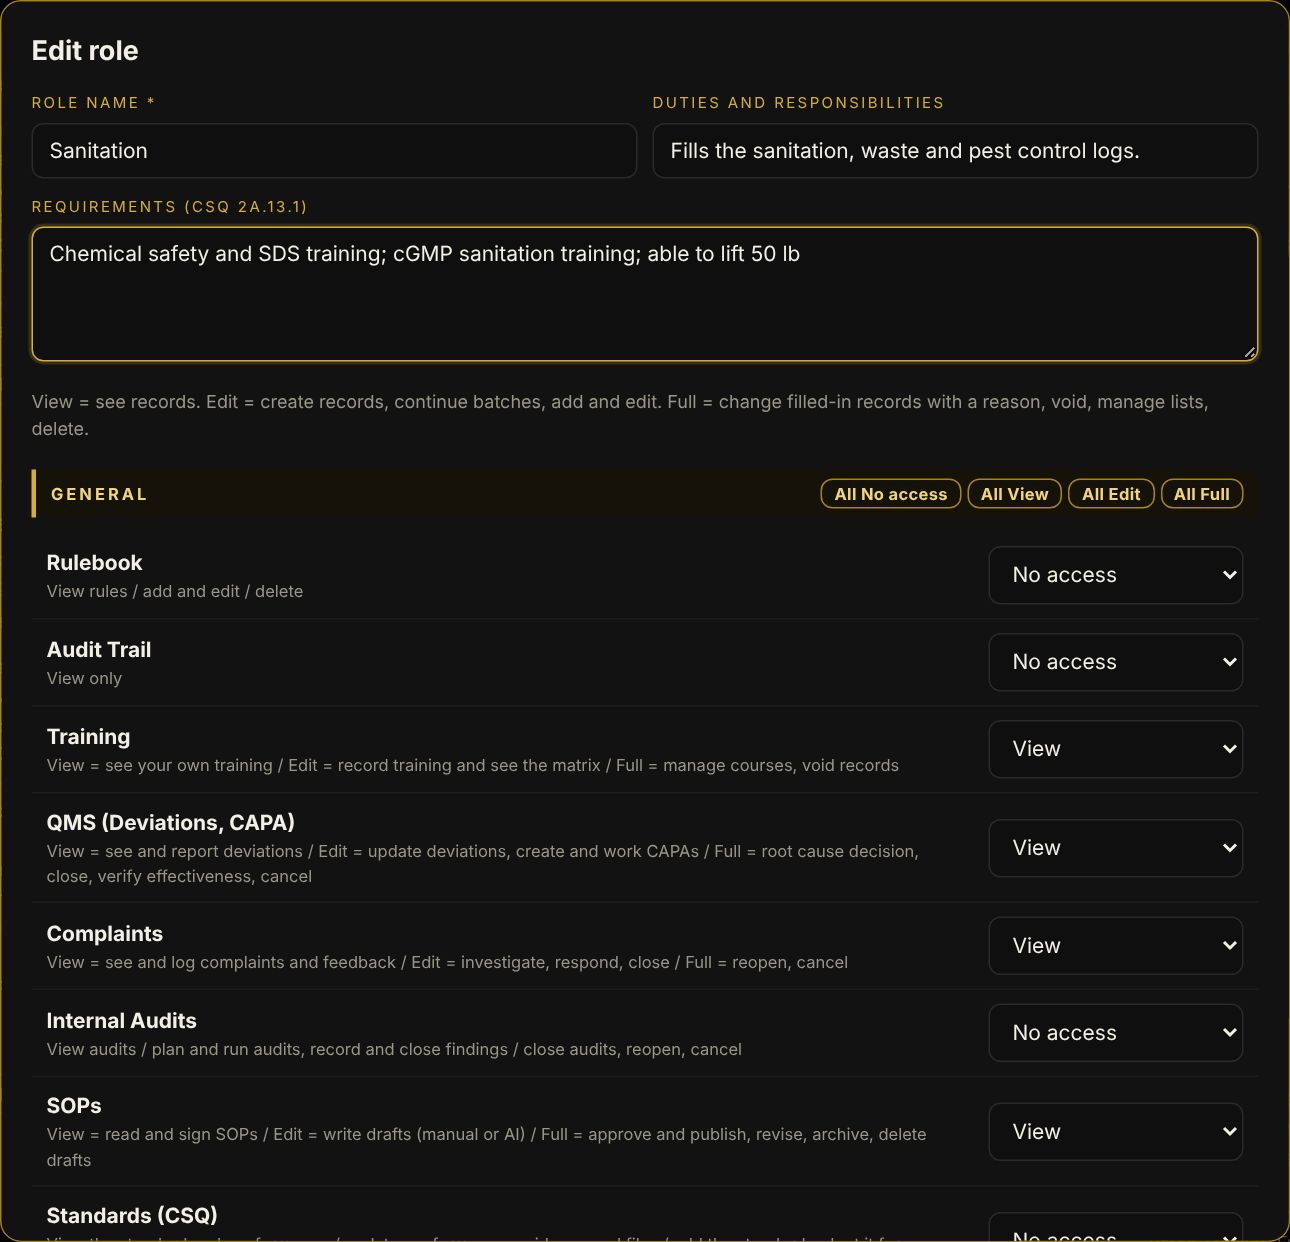 Edit role
ROLE NAME *
DUTIES AND RESPONSIBILITIES
Sanitation
Fills the sanitation, waste and pest control logs.
REQUIREMENTS (CSQ 2A.13.1)
Chemical safety and SDS training; cGMP sanitation training; able to lift 50 lb
View = see records. Edit = create records, continue batches, add and edit. Full = change filled-in records with a reason, void, manage lists,
delete.
GENERAL
All No access
All View
All Edit
All Full
Rulebook
View rules / add and edit / delete
No access
Audit Trail
View only
No access
Training
View = see your own training / Edit = record training and see the matrix / Full = manage courses, void records
View
QMS (Deviations, CAPA)
View = see and report deviations / Edit = update deviations, create and work CAPAs / Full = root cause decision,
close, verify effectiveness, cancel
View
Complaints
View = see and log complaints and feedback / Edit = investigate, respond, close / Full = reopen, cancel
View
Internal Audits
View audits / plan and run audits, record and close findings / close audits, reopen, cancel
No access
SOPs
View = read and sign SOPs / Edit = write drafts (manual or AI) / Full = approve and publish, revise, archive, delete
drafts
View
Standards (CSQ)
No access